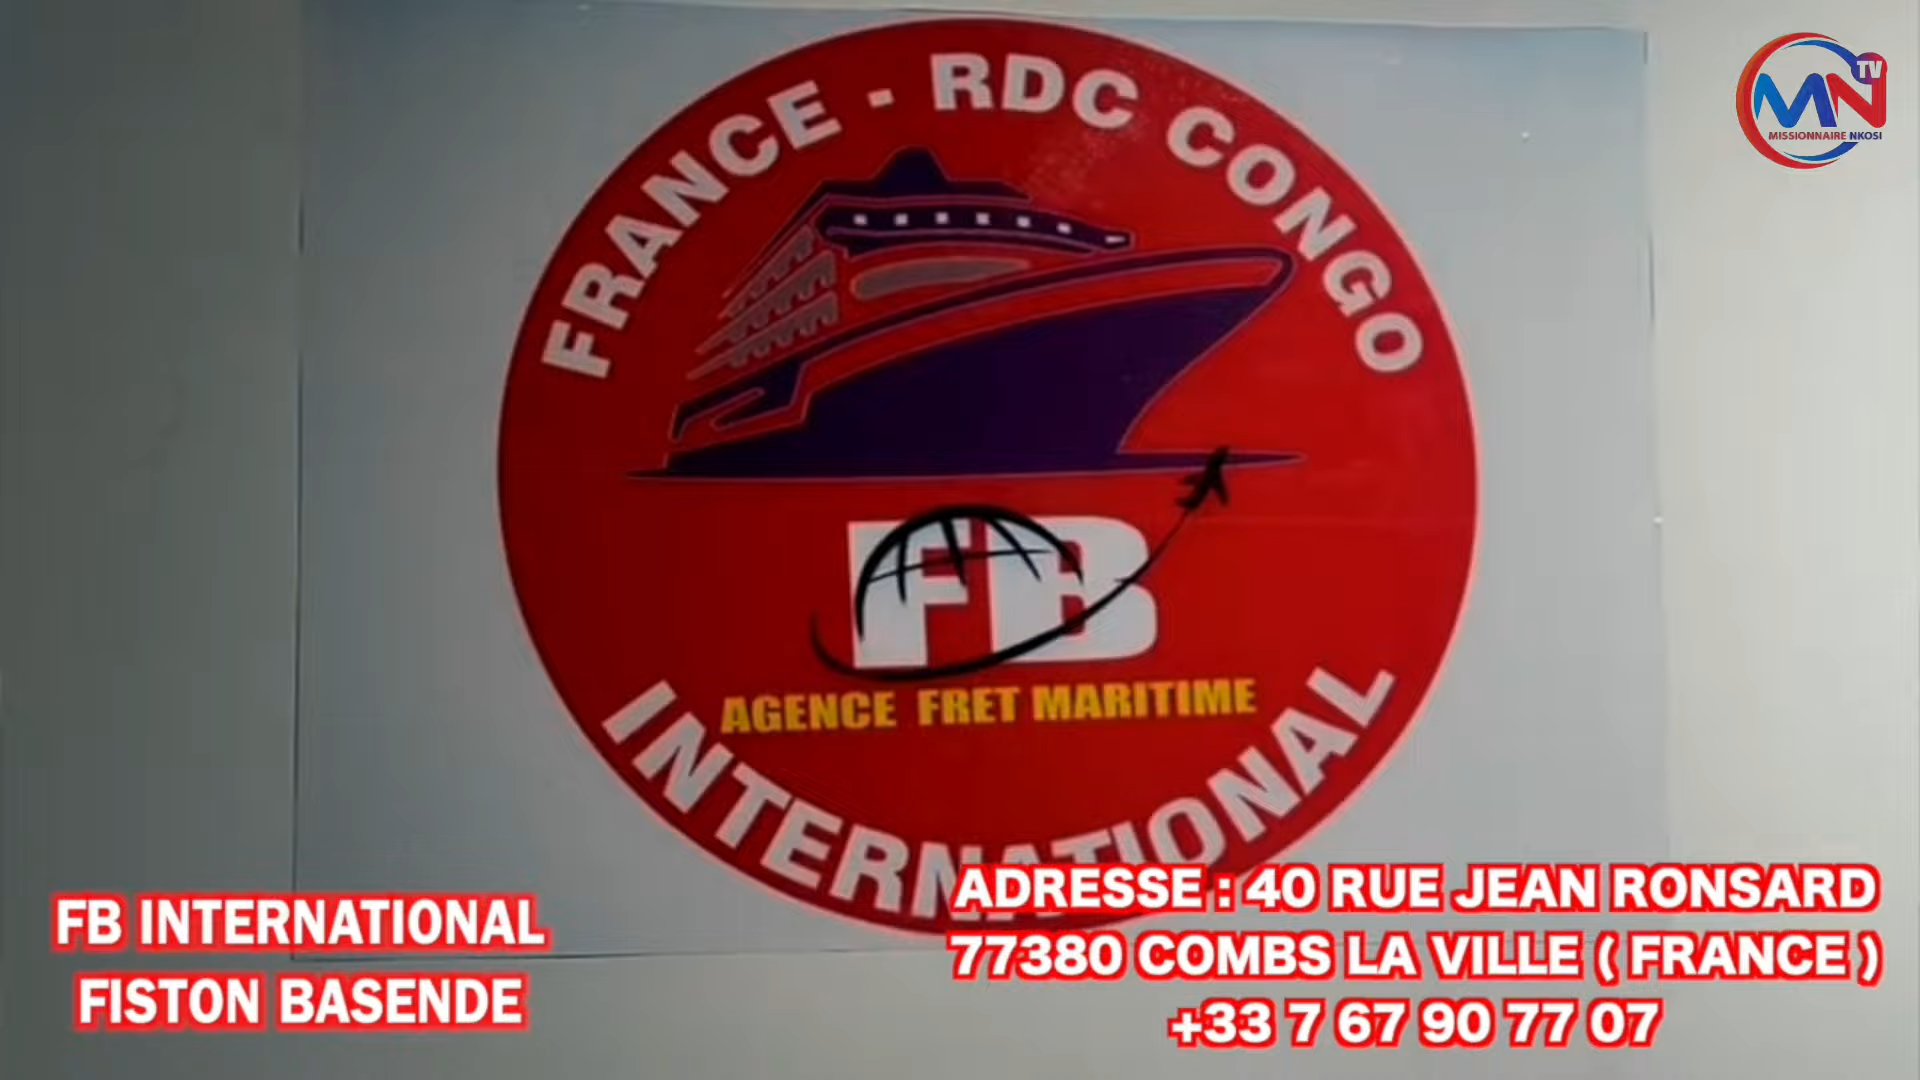 FRANCE - RDC CONGO
FB
AGENCE FRET MARITIME
INTERNATIONAL
TV
MN
MISSIONNAIRE NKOSI
FB INTERNATIONAL
FISTON BASENDE
ADRESSE : 40 RUE JEAN RONSARD
77380 COMBS LA VILLE ( FRANCE )
+33 7 67 90 77 07